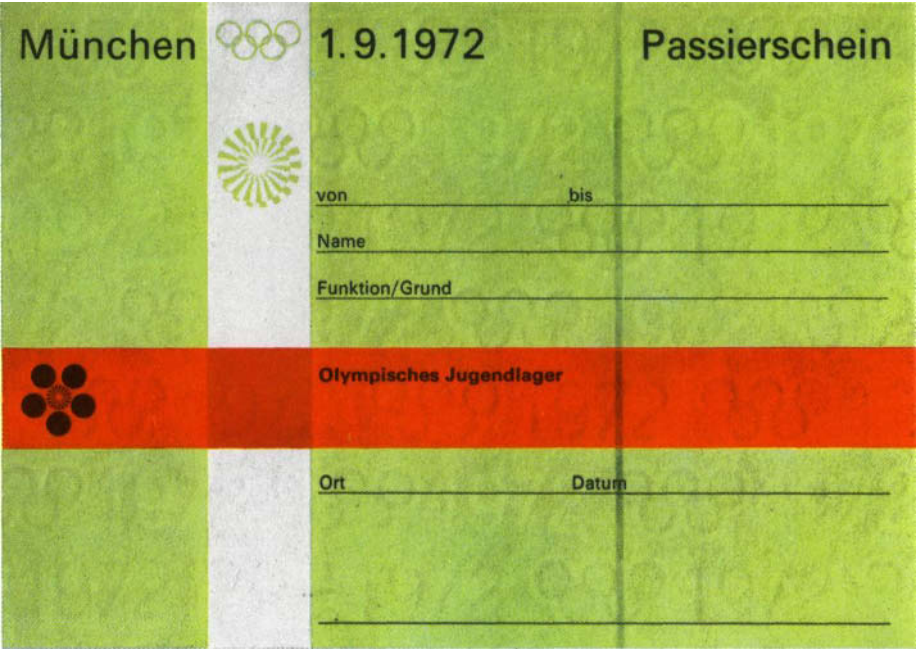 München 1.9.1972 Passierschein
von bis
Name
Funktion/Grund
Olympisches Jugendlager
Ort Datum